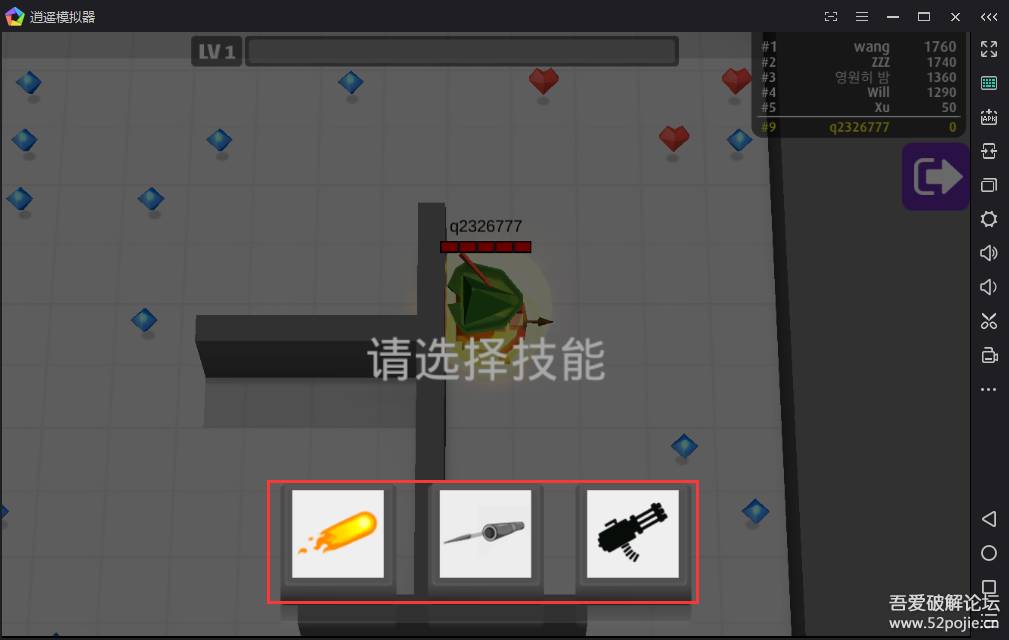 逍遥模拟器
LV 1
#1 wang 1760
#2 ZZZ 1740
#3 영원히 밤 1360
#4 Will 1290
#5 Xu 50
#9 q2326777 0
q2326777
请选择技能
APK
吾爱破解论坛
www.52pojie.cn